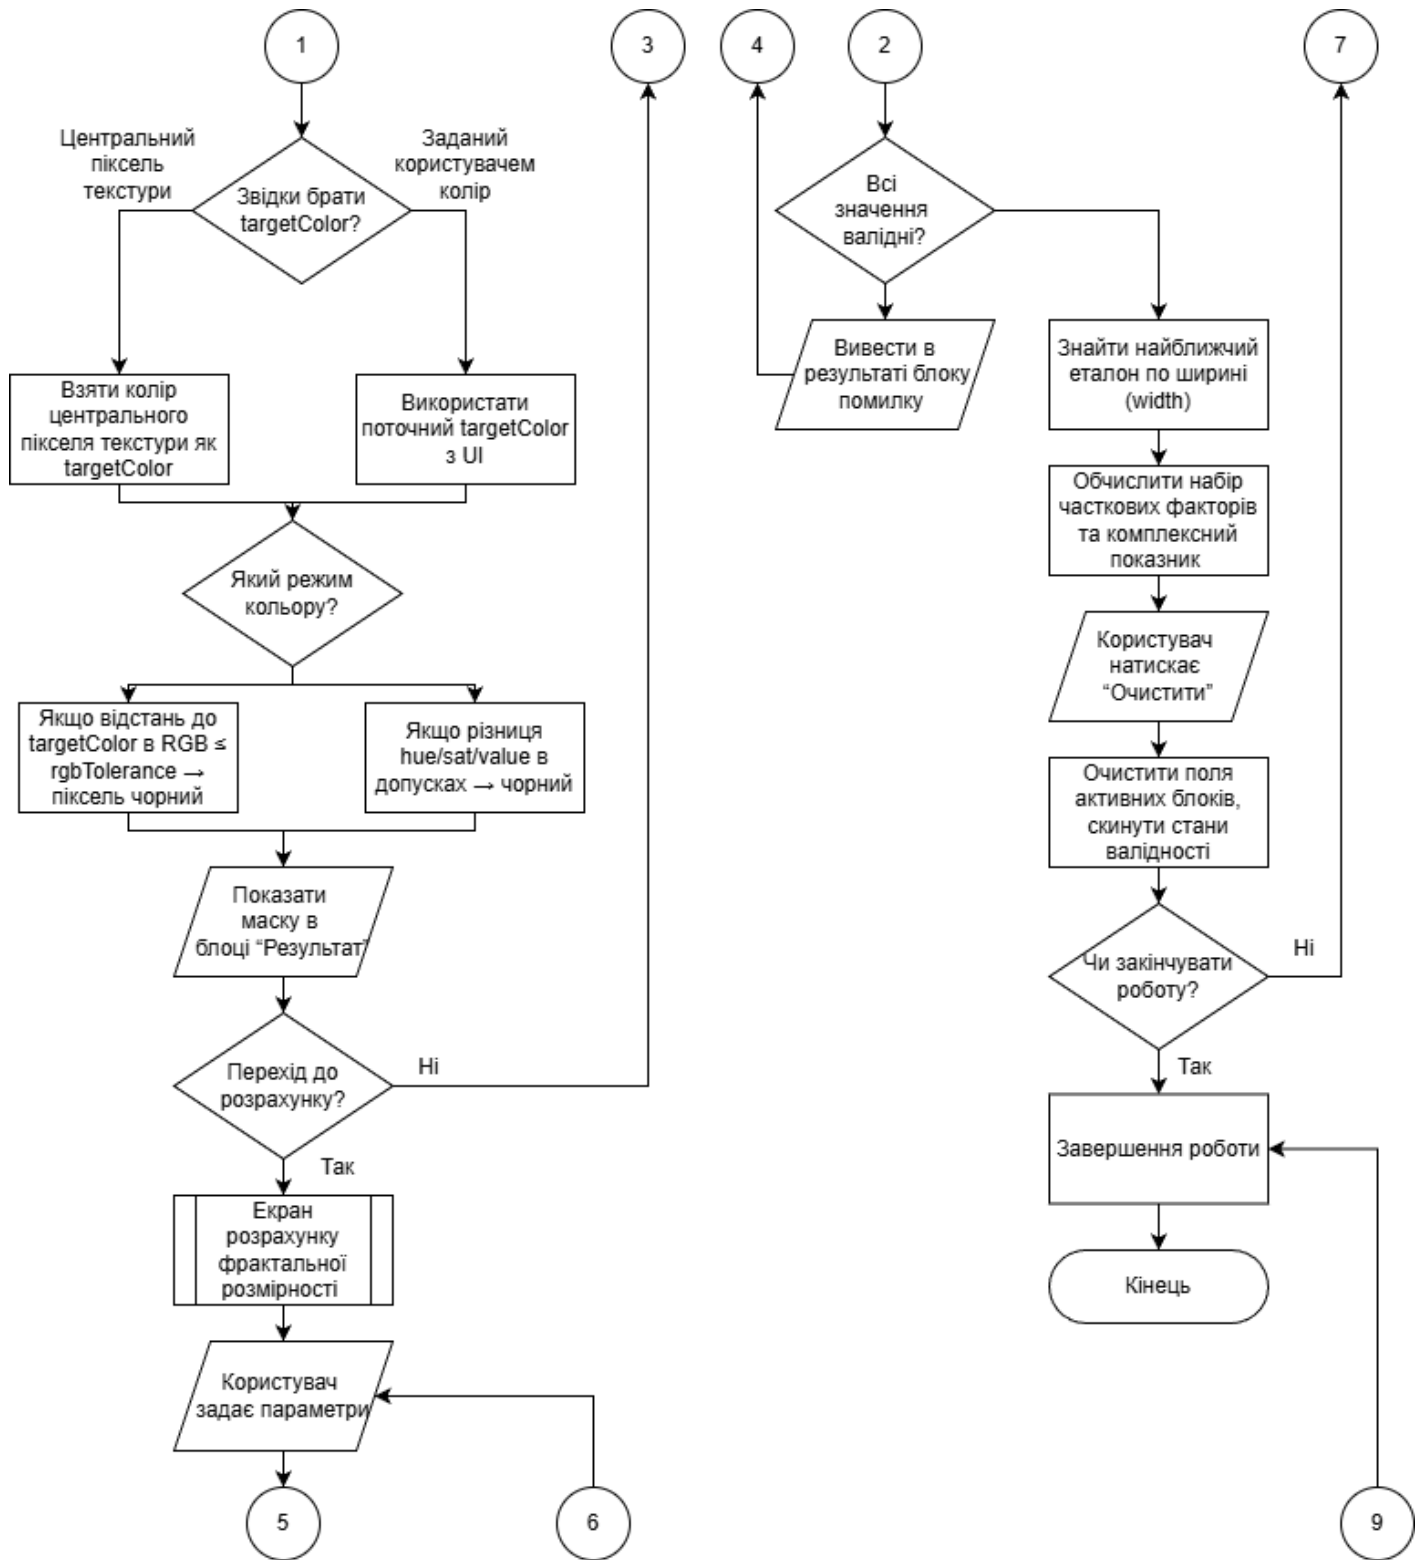 1
3
4
2
7
Центральний
піксель
текстури
Заданий
користувачем
колір
Звідки брати
targetColor?
Взяти колір
центрального
пікселя текстури як
targetColor
Використати
поточний targetColor
з UI
Який режим
кольору?
Якщо відстань до
targetColor в RGB ≤
rgbTolerance →
піксель чорний
Якщо різниця
hue/sat/value в
допусках → чорний
Показати
маску в
блоці “Результат”
Перехід до
розрахунку?
Ні
Так
Екран
розрахунку
фрактальної
розмірності
Користувач
задає параметри
5
6
Всі
значення
валідні?
Вивести в
результаті блоку
помилку
Знайти найближчий
еталон по ширині
(width)
Обчислити набір
часткових факторів
та комплексний
показник
Користувач
натискає
“Очистити”
Очистити поля
активних блоків,
скинути стани
валідності
Чи закінчувати
роботу?
Ні
Так
Завершення роботи
Кінець
9